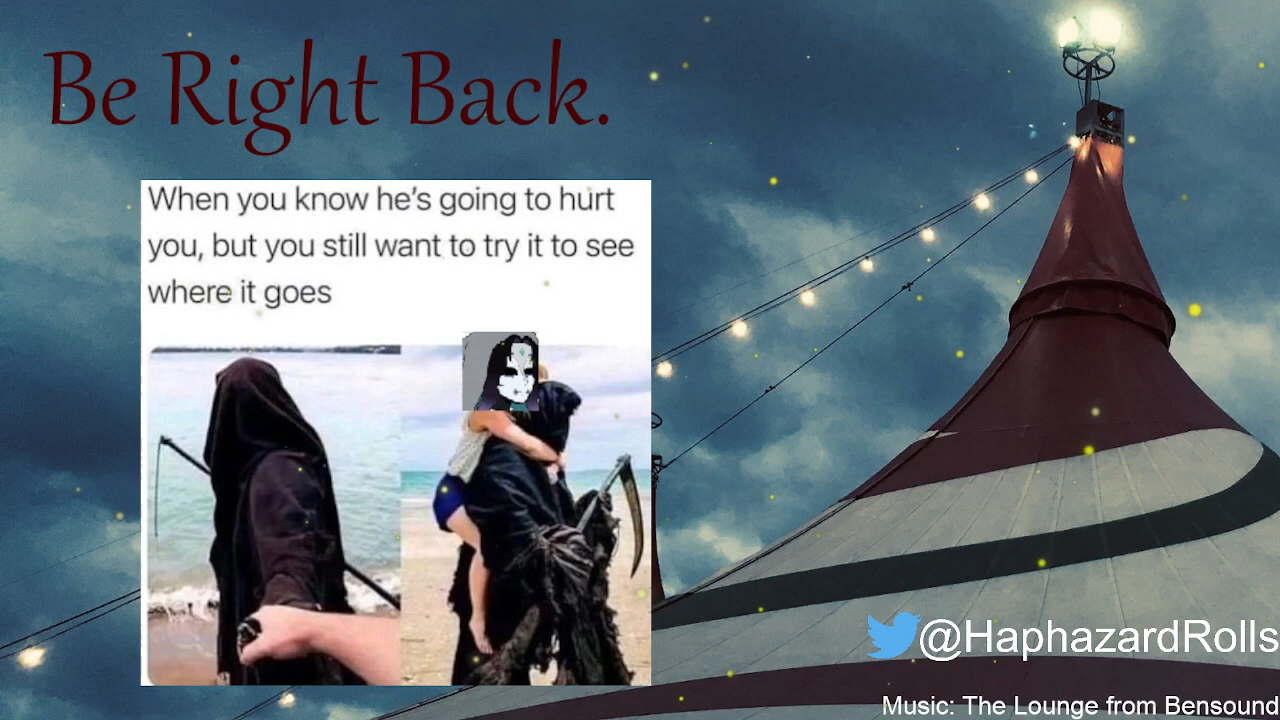 Be Right Back.
When you know he's going to hurt
you, but you still want to try it to see
where it goes
@HaphazardRolls
Music: The Lounge from Bensound